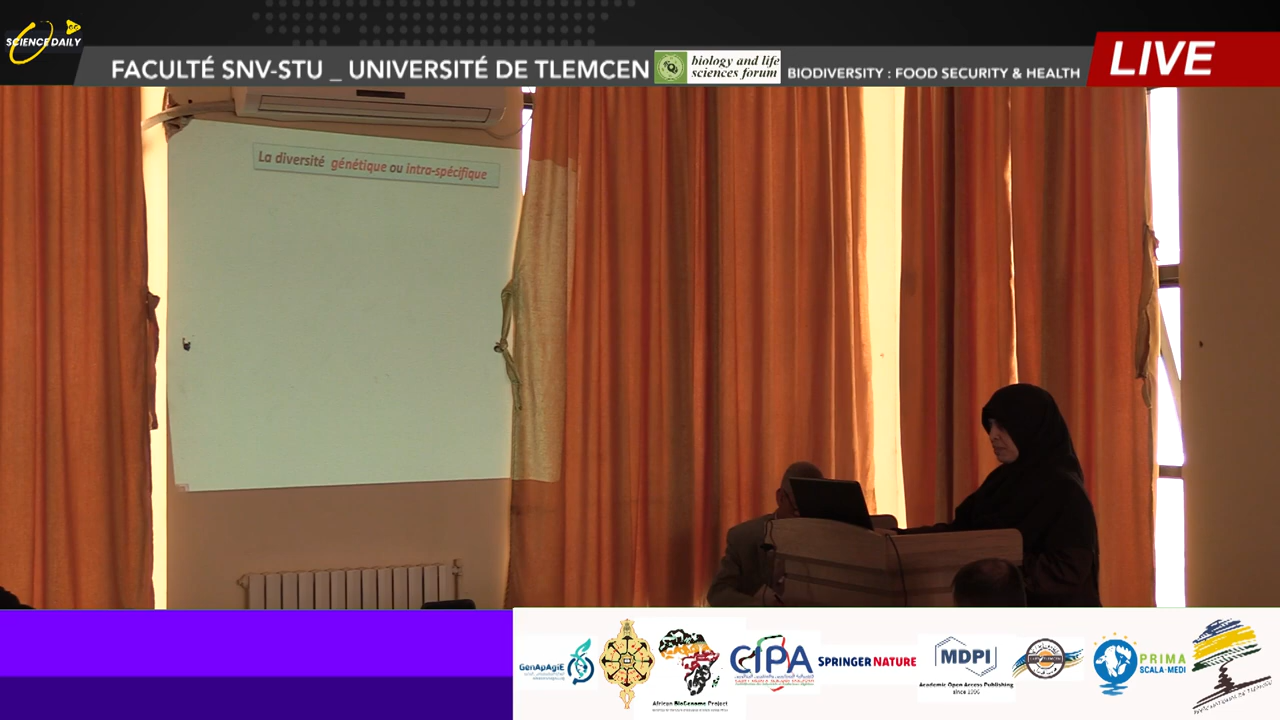 SCIENCE DAILY
FACULTÉ SNV-STU _ UNIVERSITÉ DE TLEMCEN
biology and life
sciences forum
BIODIVERSITY : FOOD SECURITY & HEALTH
LIVE
La diversité génétique ou intra-spécifique
GenApAgiE
African BioGenome Project
CIPA
SPRINGER NATURE
MDPI
Academic Open Access Publishing
since 1996
PRIMA
SCALA-MEDI